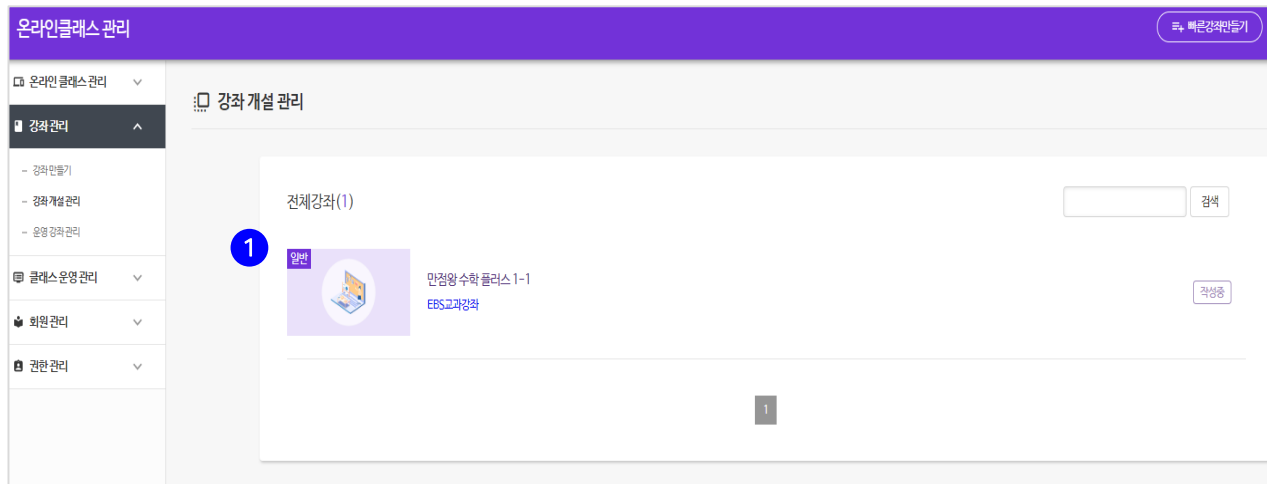 온라인클래스 관리
빠른강좌만들기
온라인 클래스 관리
강좌 관리
- 강좌 만들기
- 강좌 개설 관리
- 운영 강좌 관리
클래스 운영 관리
회원 관리
권한 관리
강좌 개설 관리
전체강좌(1)
검색
1
일반
만점왕 수학 플러스 1-1
EBS교과강좌
작성중
1